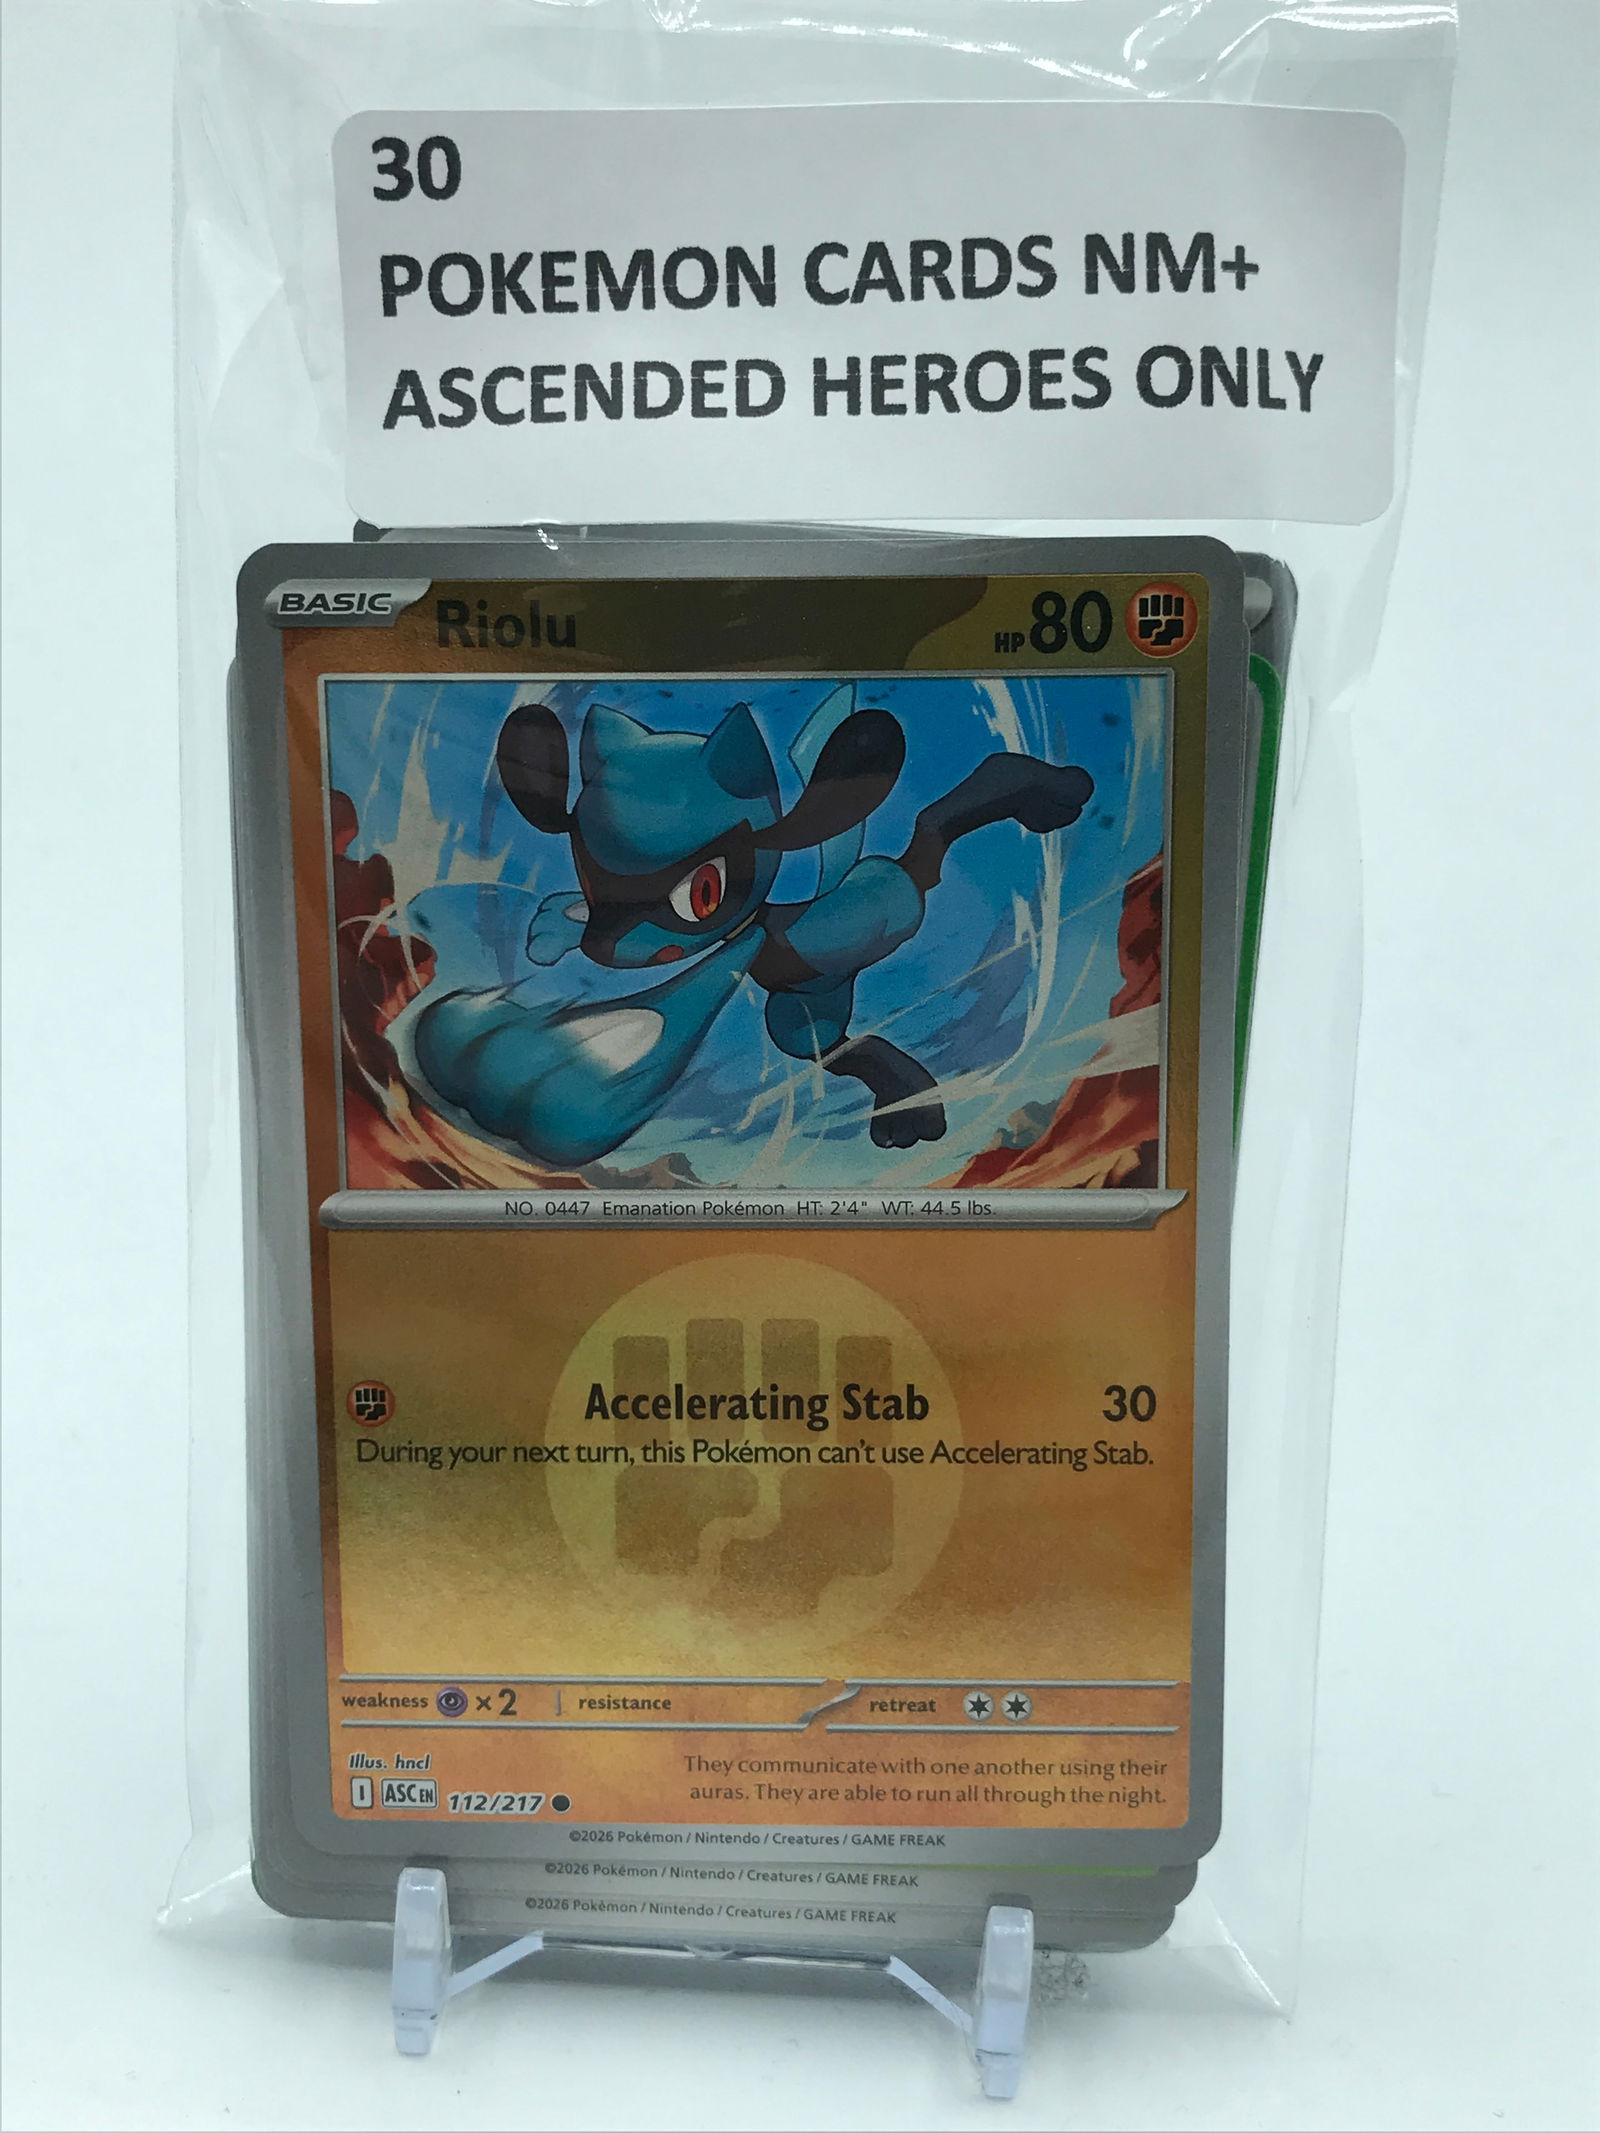 30
POKEMON CARDS NM+
ASCENDED HEROES ONLY
BASIC Riolu HP 80
NO. 0447 Emanation Pokémon HT: 2'4" WT: 44.5 lbs.
Accelerating Stab 30
During your next turn, this Pokémon can't use Accelerating Stab.
weakness ×2 resistance retreat
Illus. hncl
They communicate with one another using their
I ASC EN 112/217
auras. They are able to run all through the night.
©2026 Pokémon / Nintendo / Creatures / GAME FREAK
©2026 Pokémon / Nintendo / Creatures / GAME FREAK
©2026 Pokémon / Nintendo / Creatures / GAME FREAK